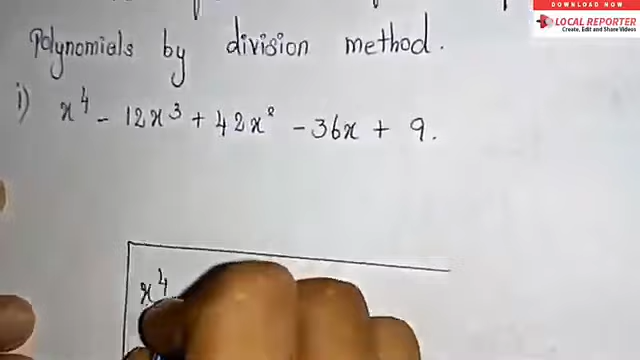 DOWNLOAD NOW
LOCAL REPORTER
Create, Edit and Share Videos
Polynomials by division method.
i) x⁴ - 12x³ + 42x² - 36x + 9.
x⁴